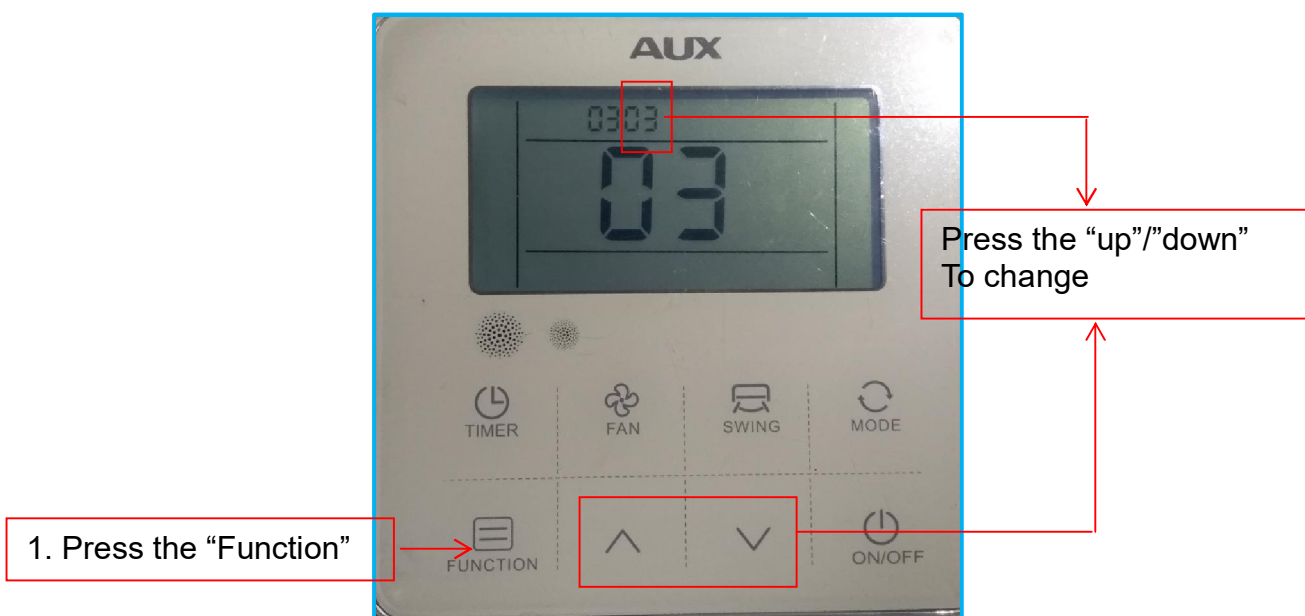 AUX
0303
03
Press the “up”/”down”
To change
TIMER
FAN
SWING
MODE
1. Press the “Function”
FUNCTION
ON/OFF